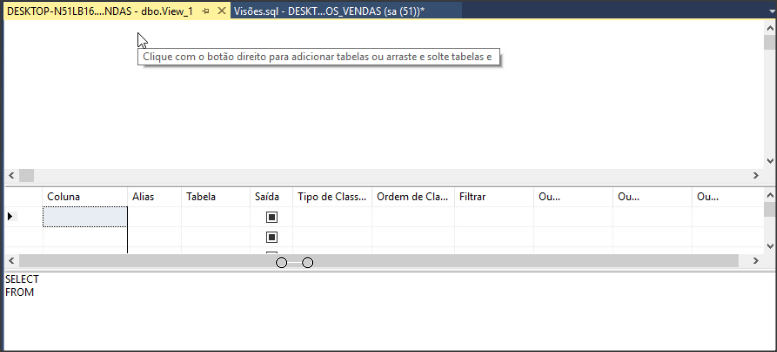 DESKTOP-N51LB16....NDAS - dbo.View_1
Visões.sql - DESKT...OS_VENDAS (sa (51))*
Clique com o botão direito para adicionar tabelas ou arraste e solte tabelas e
Coluna Alias Tabela Saída Tipo de Class... Ordem de Cla... Filtrar Ou... Ou... Ou...
SELECT
FROM